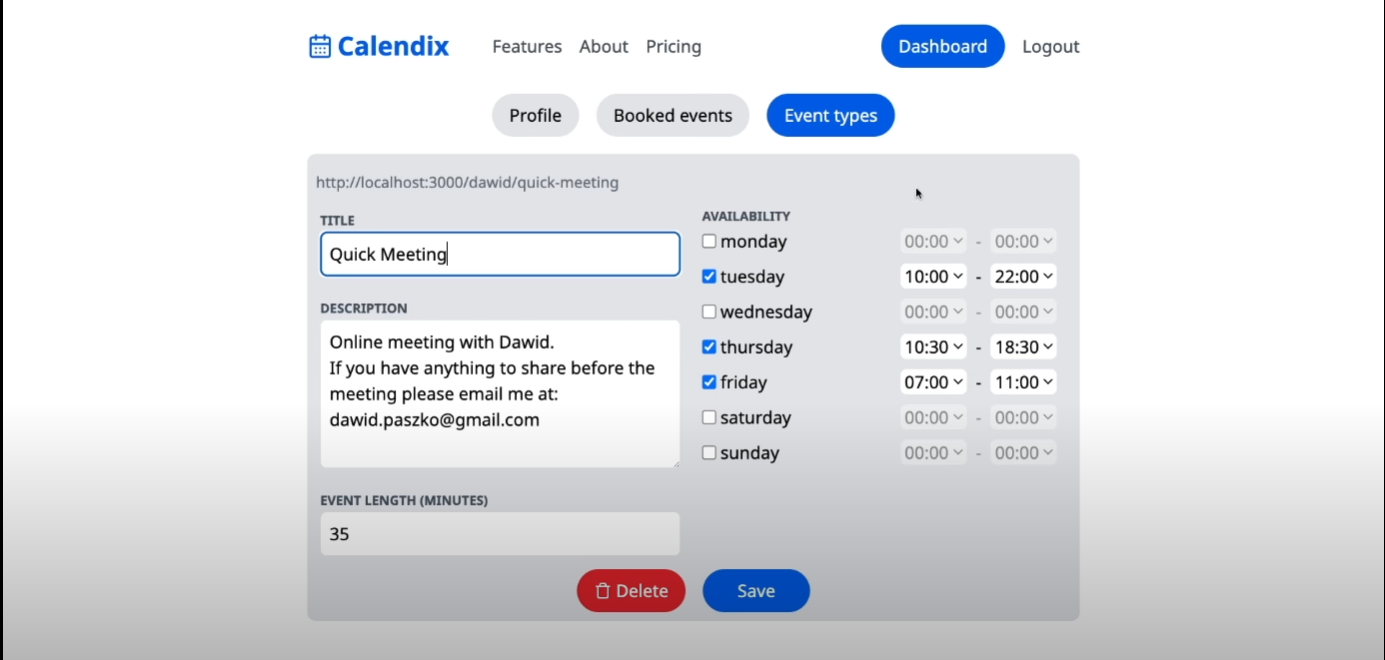 Calendix
Features About Pricing
Dashboard Logout
Profile Booked events Event types
http://localhost:3000/dawid/quick-meeting
TITLE
Quick Meeting
DESCRIPTION
Online meeting with Dawid.
If you have anything to share before the
meeting please email me at:
dawid.paszko@gmail.com
EVENT LENGTH (MINUTES)
35
AVAILABILITY
monday 00:00 - 00:00
tuesday 10:00 - 22:00
wednesday 00:00 - 00:00
thursday 10:30 - 18:30
friday 07:00 - 11:00
saturday 00:00 - 00:00
sunday 00:00 - 00:00
Delete Save